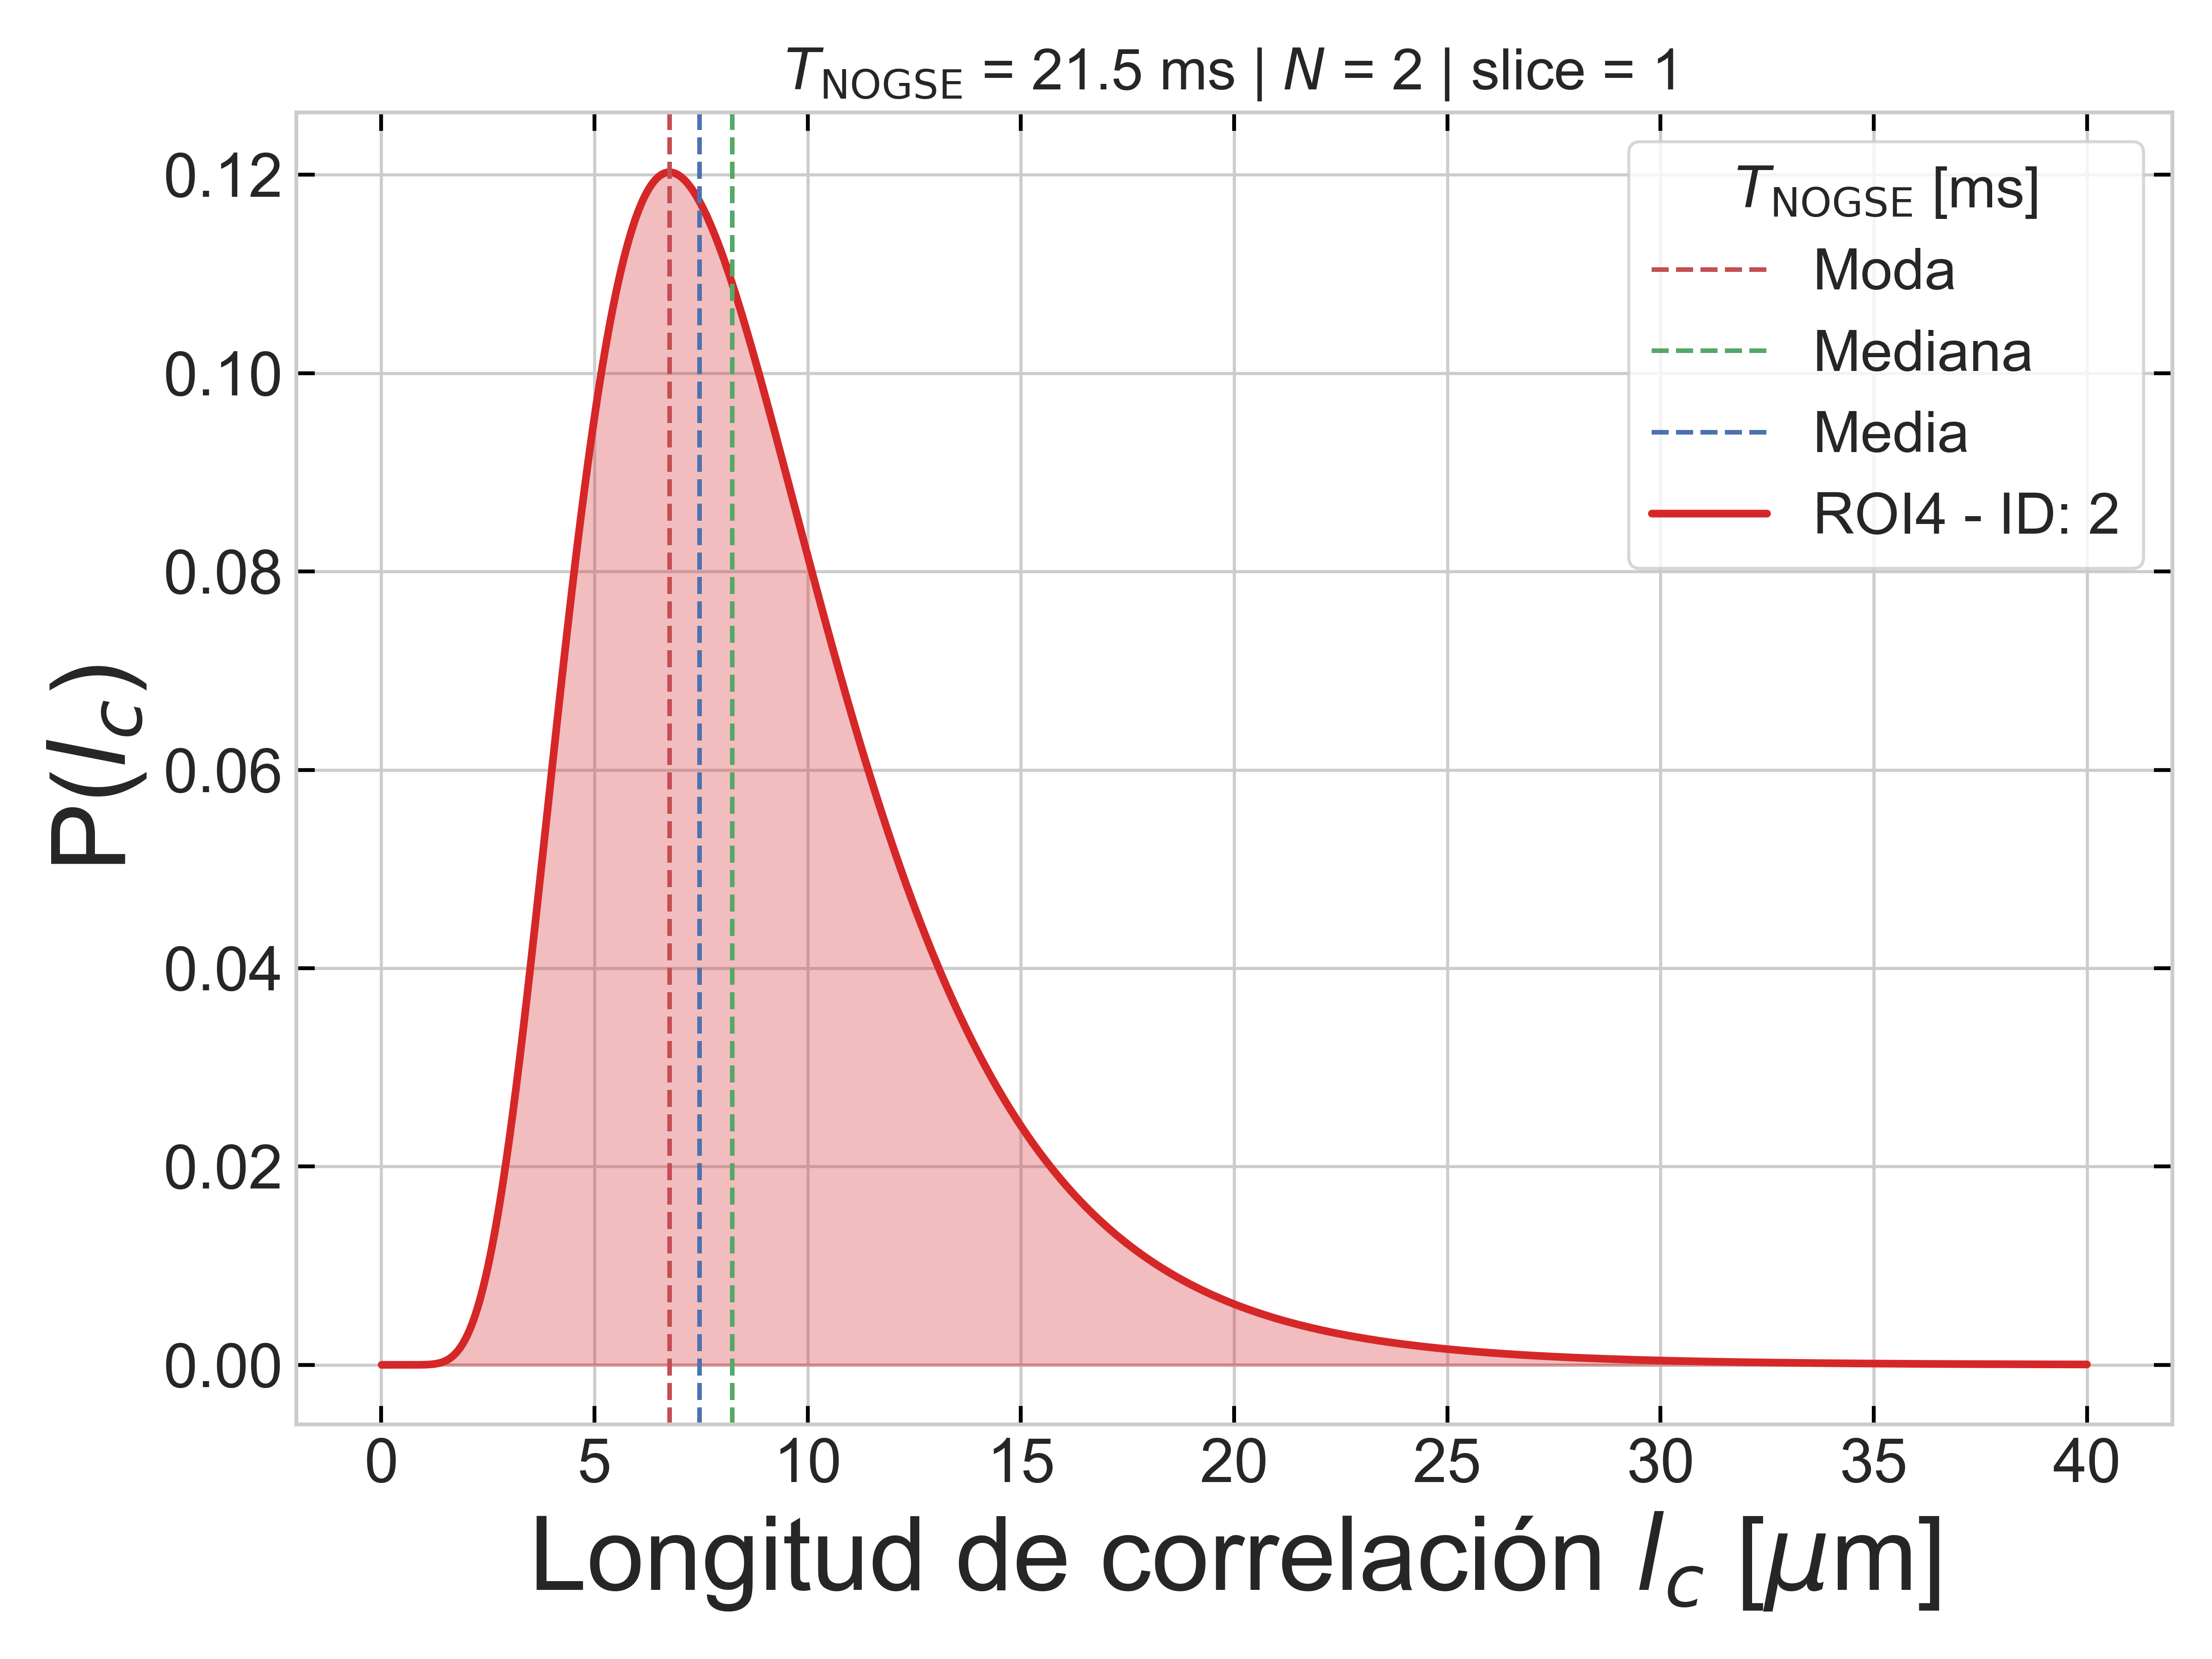 T_NOGSE = 21.5 ms | N = 2 | slice = 1
T_NOGSE [ms]
Moda
Mediana
Media
ROI4 - ID: 2
P(l_c)
0.12
0.10
0.08
0.06
0.04
0.02
0.00
0 5 10 15 20 25 30 35 40
Longitud de correlación l_c [μm]